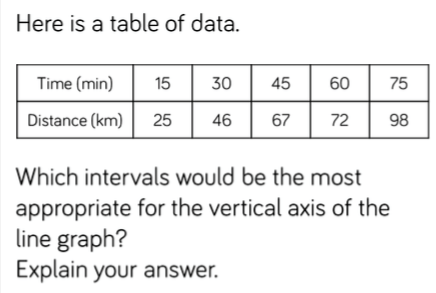 Here is a table of data.
Time (min) 15 30 45 60 75
Distance (km) 25 46 67 72 98
Which intervals would be the most
appropriate for the vertical axis of the
line graph?
Explain your answer.